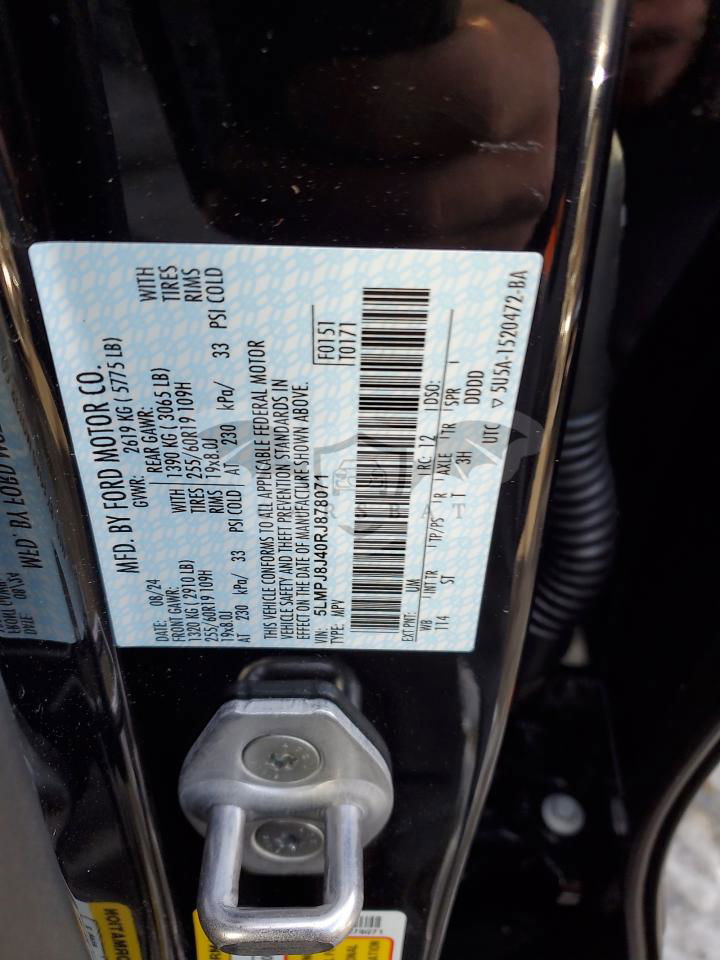 MFD. BY FORD MOTOR CO.
08/24 GVWR: 2619 KG ( 5775 LB)
FRONT GAWR: REAR GAWR: WITH
1320 KG ( 2910 LB) WITH 1390 KG ( 3065 LB) TIRES
255/60R19 109H TIRES 255/60R19 109H RIMS
19x8.0J RIMS 19x8.0J
AT 230 kPa/ 33 PSI COLD AT 230 kPa/ 33 PSI COLD
THIS VEHICLE CONFORMS TO ALL APPLICABLE FEDERAL MOTOR
VEHICLE SAFETY AND THEFT PREVENTION STANDARDS IN
EFFECT ON THE DATE OF MANUFACTURE SHOWN ABOVE.
VIN: 5LMPJ8J40RJ878071 F0151
TYPE: MPV T0171
EXT PNT: UM RC: 12 DSO:
WB INT TR TP/PS R AXLE TR SPR
114 ST T 3H DDDD
UTC ▽ 5U5A-1520472-BA